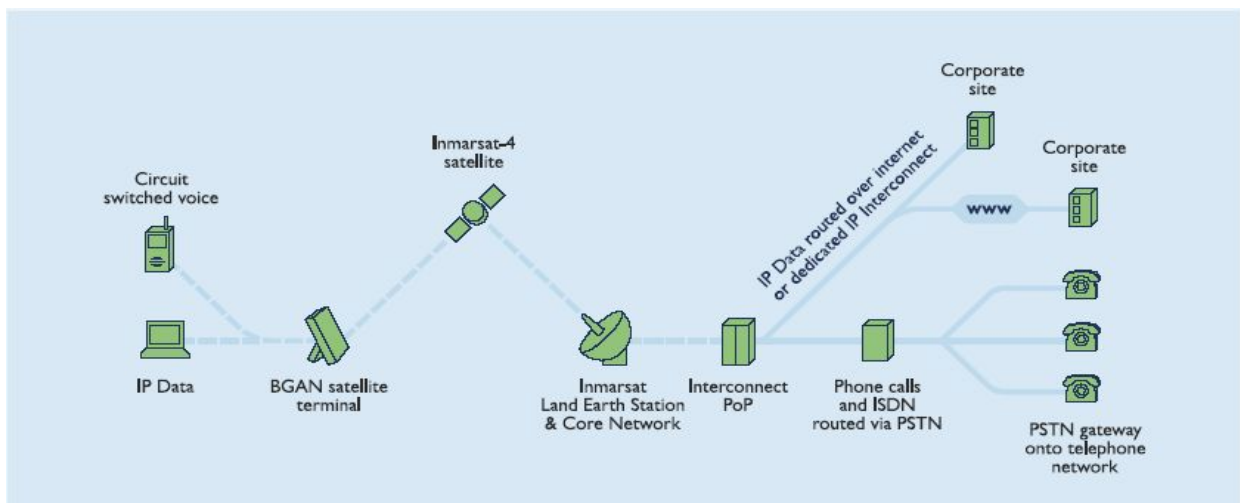 Circuit
switched voice
IP Data
BGAN satellite
terminal
Inmarsat-4
satellite
Inmarsat
Land Earth Station
& Core Network
Interconnect
PoP
IP Data routed over internet
or dedicated IP Interconnect
Corporate
site
Corporate
site
www
Phone calls
and ISDN
routed via PSTN
PSTN gateway
onto telephone
network